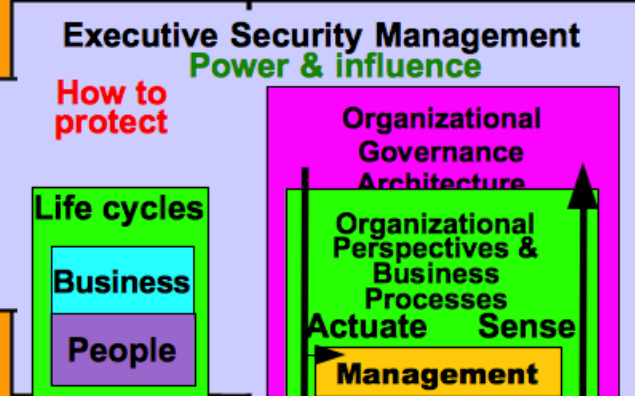 Executive Security Management
Power & influence
How to
protect
Organizational
Governance
Architecture
Life cycles
Organizational
Perspectives &
Business
Processes
Business
Actuate Sense
People
Management